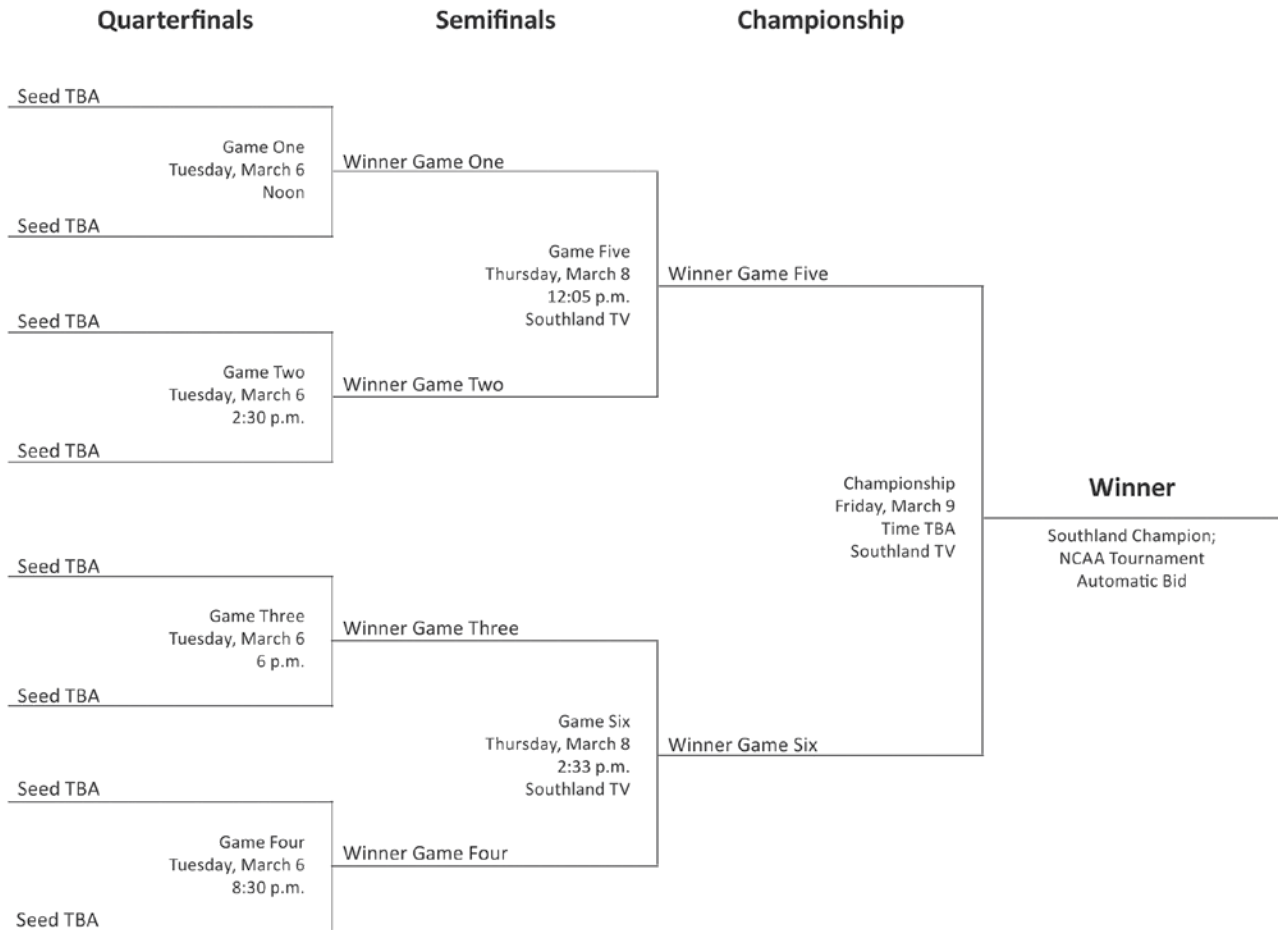 Quarterfinals
Semifinals
Championship
Seed TBA
Game One
Tuesday, March 6
Noon
Seed TBA
Winner Game One
Seed TBA
Game Two
Tuesday, March 6
2:30 p.m.
Seed TBA
Winner Game Two
Game Five
Thursday, March 8
12:05 p.m.
Southland TV
Winner Game Five
Seed TBA
Game Three
Tuesday, March 6
6 p.m.
Seed TBA
Winner Game Three
Seed TBA
Game Four
Tuesday, March 6
8:30 p.m.
Seed TBA
Winner Game Four
Game Six
Thursday, March 8
2:33 p.m.
Southland TV
Winner Game Six
Championship
Friday, March 9
Time TBA
Southland TV
Winner
Southland Champion;
NCAA Tournament
Automatic Bid